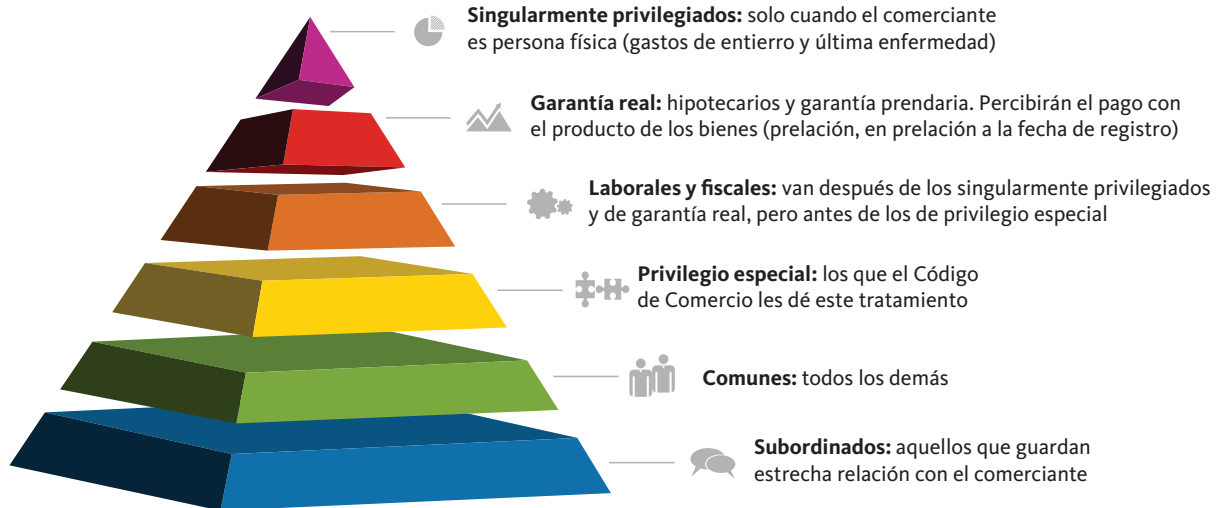 Singularmente privilegiados: solo cuando el comerciante
es persona física (gastos de entierro y última enfermedad)
Garantía real: hipotecarios y garantía prendaria. Percibirán el pago con
el producto de los bienes (prelación, en prelación a la fecha de registro)
Laborales y fiscales: van después de los singularmente privilegiados
y de garantía real, pero antes de los de privilegio especial
Privilegio especial: los que el Código
de Comercio les dé este tratamiento
Comunes: todos los demás
Subordinados: aquellos que guardan
estrecha relación con el comerciante